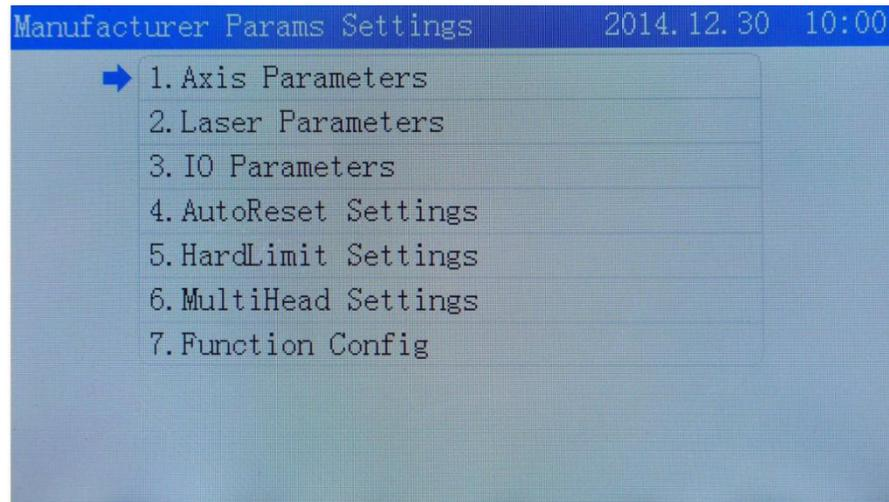 Manufacturer Params Settings 2014.12.30 10:00
1.Axis Parameters
2.Laser Parameters
3.IO Parameters
4.AutoReset Settings
5.HardLimit Settings
6.MultiHead Settings
7.Function Config